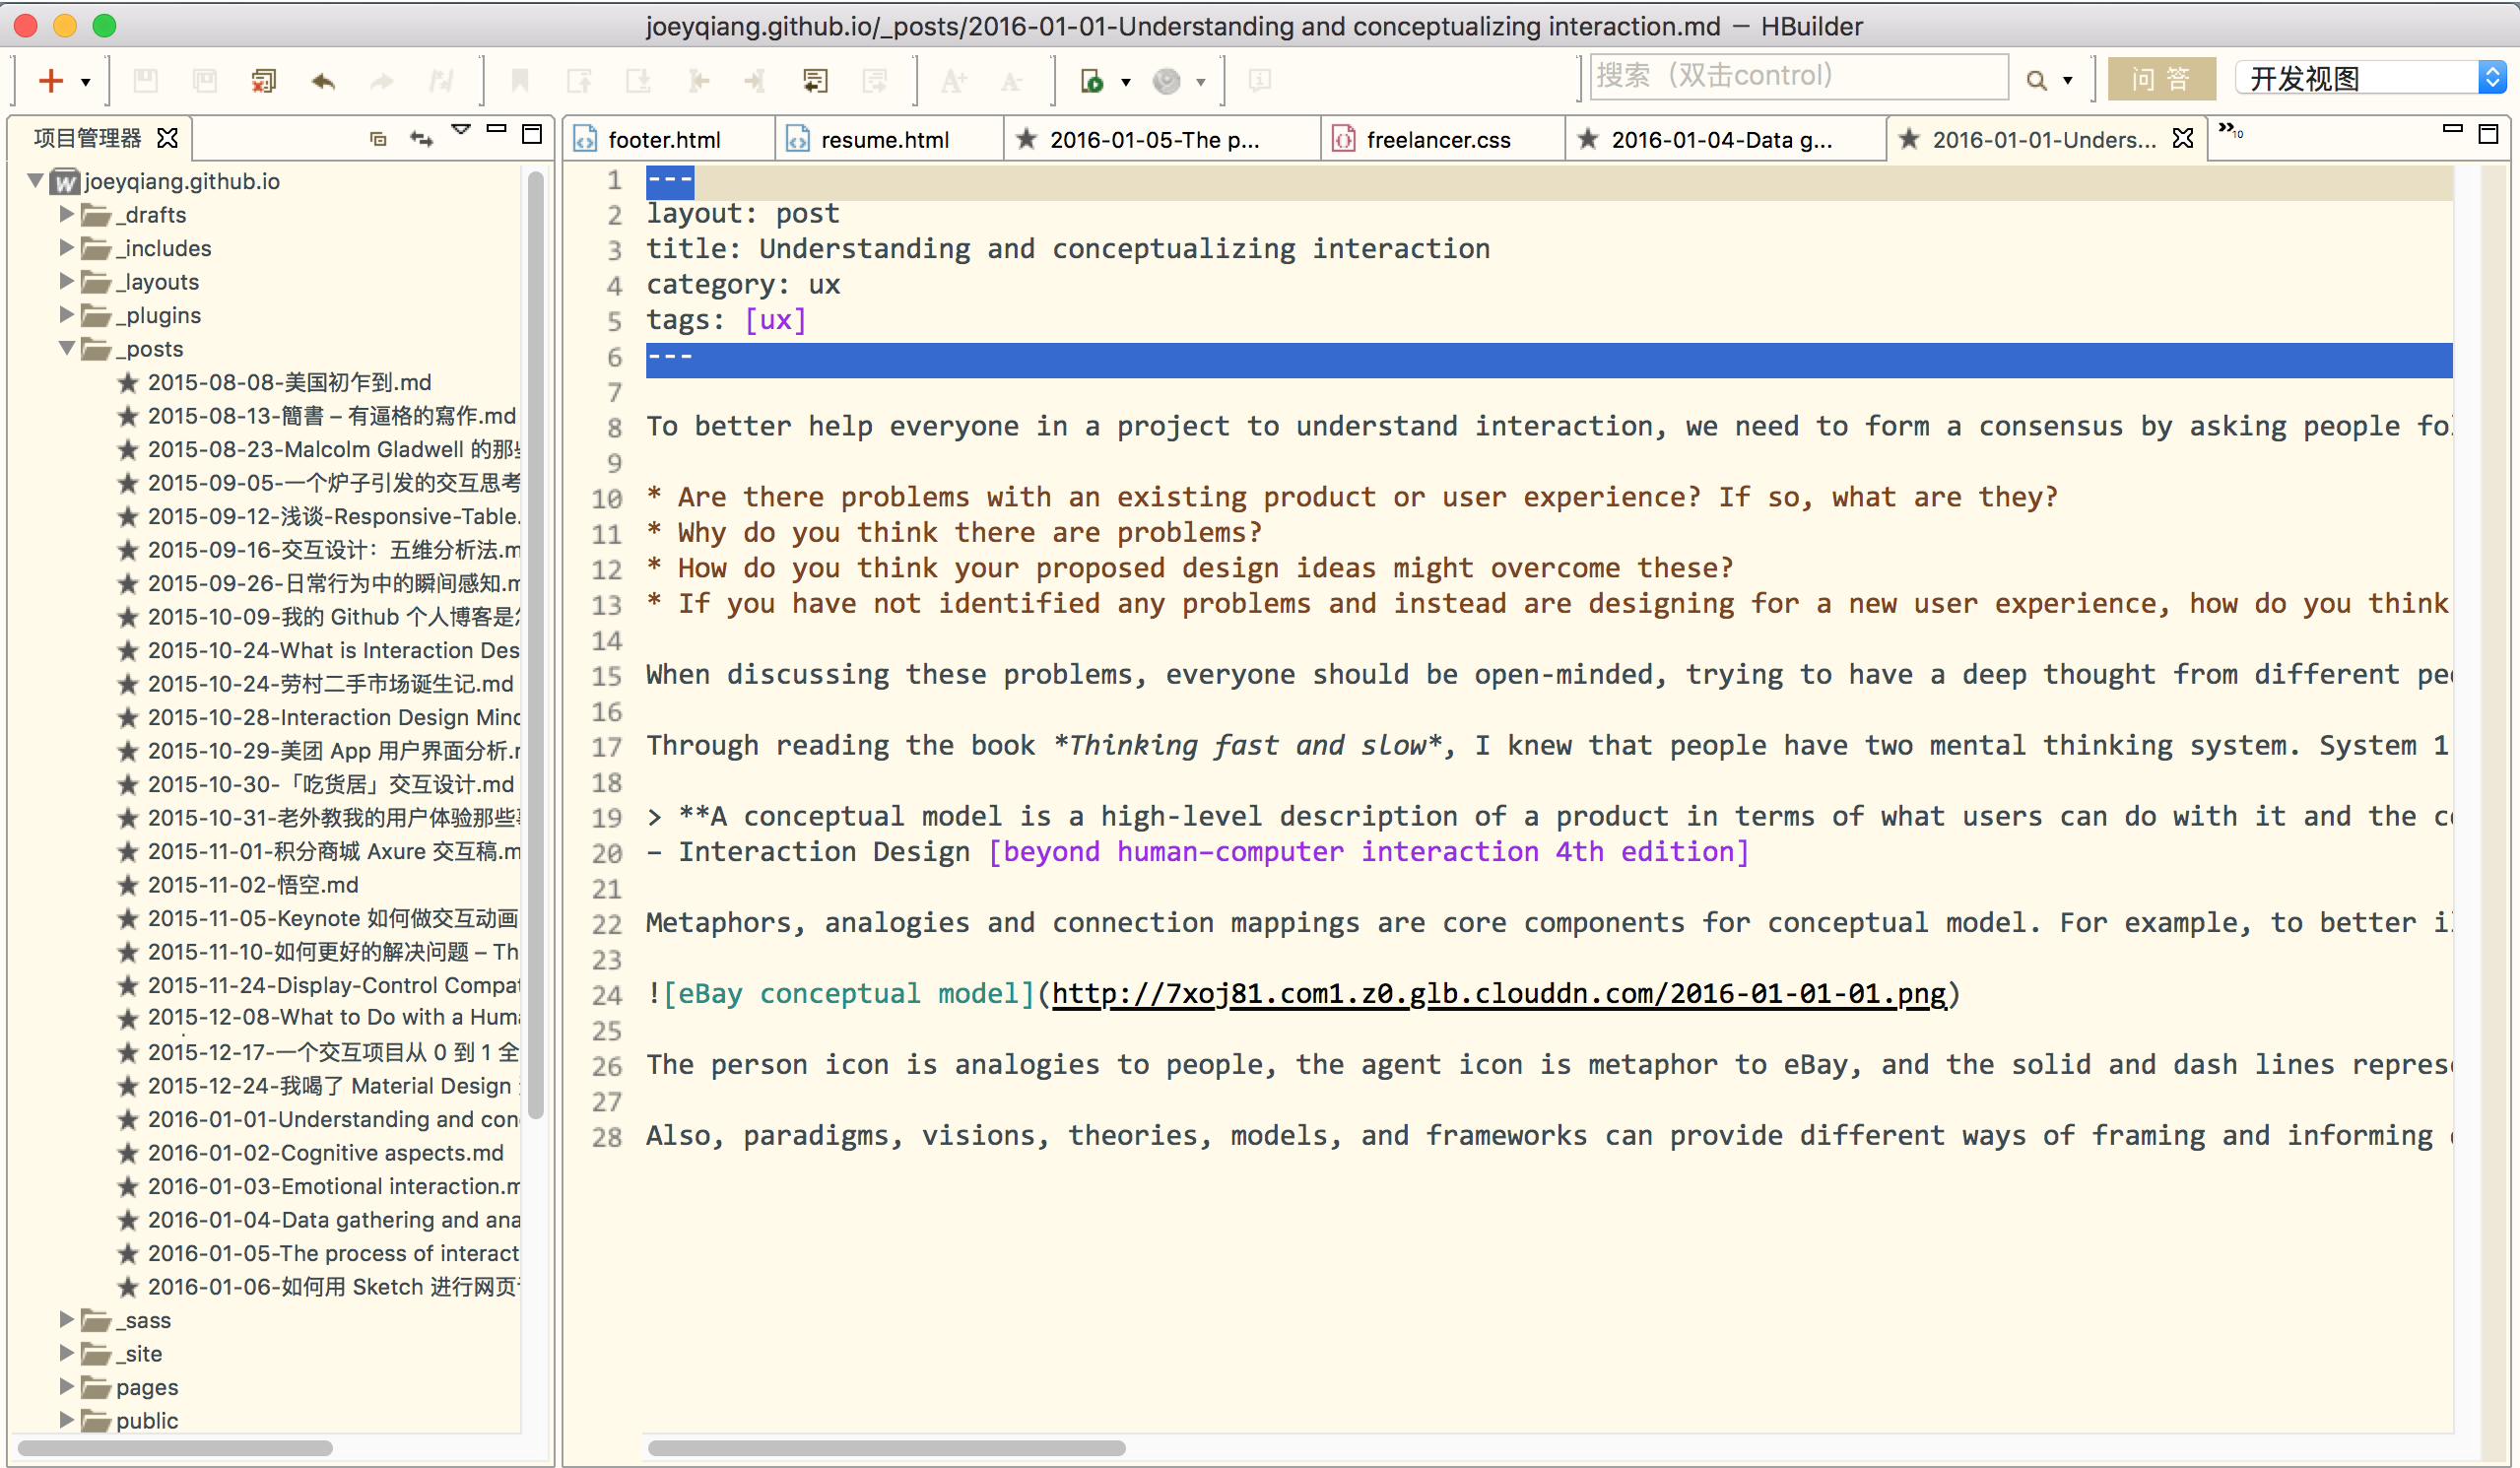 joeyqiang.github.io/_posts/2016-01-01-Understanding and conceptualizing interaction.md — HBuilder
搜索（双击control）
问 答
开发视图
项目管理器
footer.html
resume.html
2016-01-05-The p...
freelancer.css
2016-01-04-Data g...
2016-01-01-Unders...
»10
joeyqiang.github.io
_drafts
_includes
_layouts
_plugins
_posts
2015-08-08-美国初乍到.md
2015-08-13-簡書 – 有逼格的寫作.md
2015-08-23-Malcolm Gladwell 的那
2015-09-05-一个炉子引发的交互思考
2015-09-12-浅谈-Responsive-Table.
2015-09-16-交互设计：五维分析法.m
2015-09-26-日常行为中的瞬间感知.m
2015-10-09-我的 Github 个人博客是
2015-10-24-What is Interaction Des
2015-10-24-劳村二手市场诞生记.md
2015-10-28-Interaction Design Mind
2015-10-29-美团 App 用户界面分析.
2015-10-30-「吃货居」交互设计.md
2015-10-31-老外教我的用户体验那些
2015-11-01-积分商城 Axure 交互稿.m
2015-11-02-悟空.md
2015-11-05-Keynote 如何做交互动画
2015-11-10-如何更好的解决问题 – Th
2015-11-24-Display-Control Compat
2015-12-08-What to Do with a Huma
2015-12-17-一个交互项目从 0 到 1 全
2015-12-24-我喝了 Material Design
2016-01-01-Understanding and con
2016-01-02-Cognitive aspects.md
2016-01-03-Emotional interaction.m
2016-01-04-Data gathering and ana
2016-01-05-The process of interact
2016-01-06-如何用 Sketch 进行网页
_sass
_site
pages
public
1 ---
2 layout: post
3 title: Understanding and conceptualizing interaction
4 category: ux
5 tags: [ux]
6 ---
7
8 To better help everyone in a project to understand interaction, we need to form a consensus by asking people fol
9
10 * Are there problems with an existing product or user experience? If so, what are they?
11 * Why do you think there are problems?
12 * How do you think your proposed design ideas might overcome these?
13 * If you have not identified any problems and instead are designing for a new user experience, how do you think
14
15 When discussing these problems, everyone should be open-minded, trying to have a deep thought from different pe
16
17 Through reading the book *Thinking fast and slow*, I knew that people have two mental thinking system. System 1
18
19 > **A conceptual model is a high-level description of a product in terms of what users can do with it and the c
20 – Interaction Design [beyond human–computer interaction 4th edition]
21
22 Metaphors, analogies and connection mappings are core components for conceptual model. For example, to better i
23
24 ![eBay conceptual model](http://7xoj81.com1.z0.glb.clouddn.com/2016-01-01-01.png)
25
26 The person icon is analogies to people, the agent icon is metaphor to eBay, and the solid and dash lines repres
27
28 Also, paradigms, visions, theories, models, and frameworks can provide different ways of framing and informing